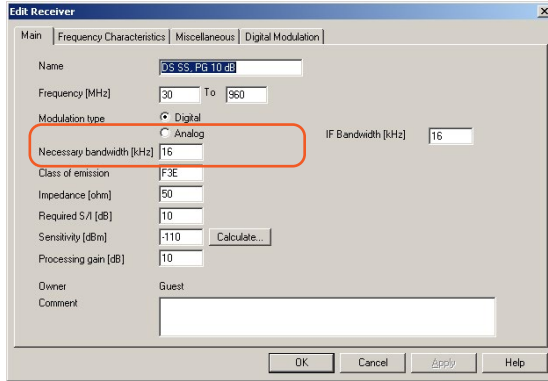 Edit Receiver
Main Frequency Characteristics Miscellaneous Digital Modulation
Name DS SS, PG 10 dB
Frequency [MHz] 30 To 960
Modulation type Digital
Analog IF Bandwidth [kHz] 16
Necessary bandwidth [kHz] 16
Class of emission F3E
Impedance [ohm] 50
Required S/I [dB] 10
Sensitivity [dBm] -110 Calculate...
Processing gain [dB] 10
Owner Guest
Comment
OK Cancel Apply Help